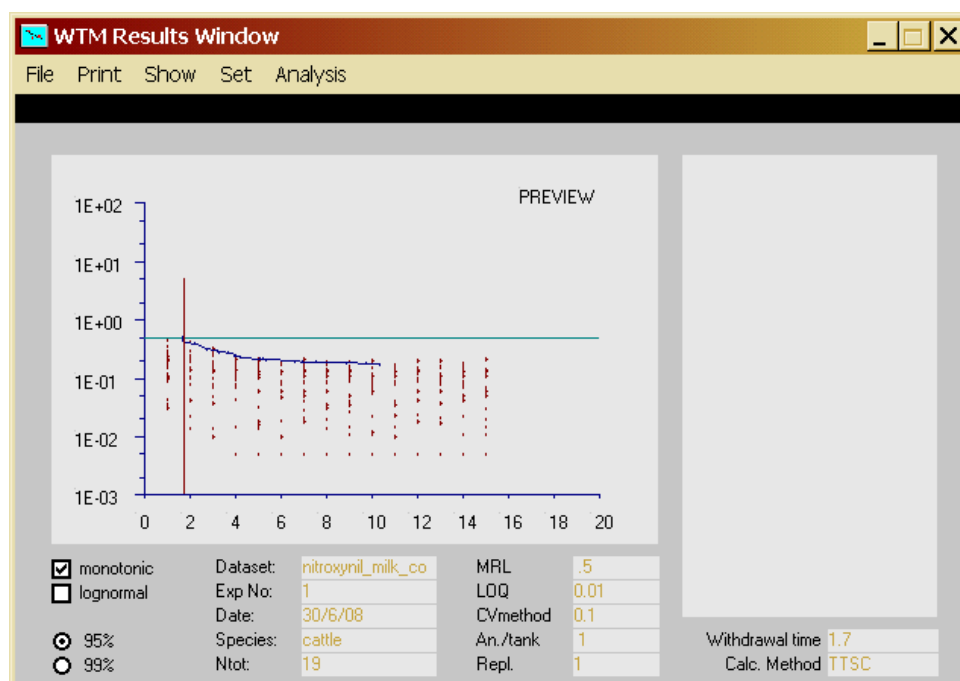 WTM Results Window
File Print Show Set Analysis
PREVIEW
1E+02
1E+01
1E+00
1E-01
1E-02
1E-03
0 2 4 6 8 10 12 14 16 18 20
monotonic
lognormal
95%
99%
Dataset: nitroxynil_milk_co
Exp No: 1
Date: 30/6/08
Species: cattle
Ntot: 19
MRL .5
LOQ 0.01
CVmethod 0.1
An./tank 1
Repl. 1
Withdrawal time 1.7
Calc. Method TTSC